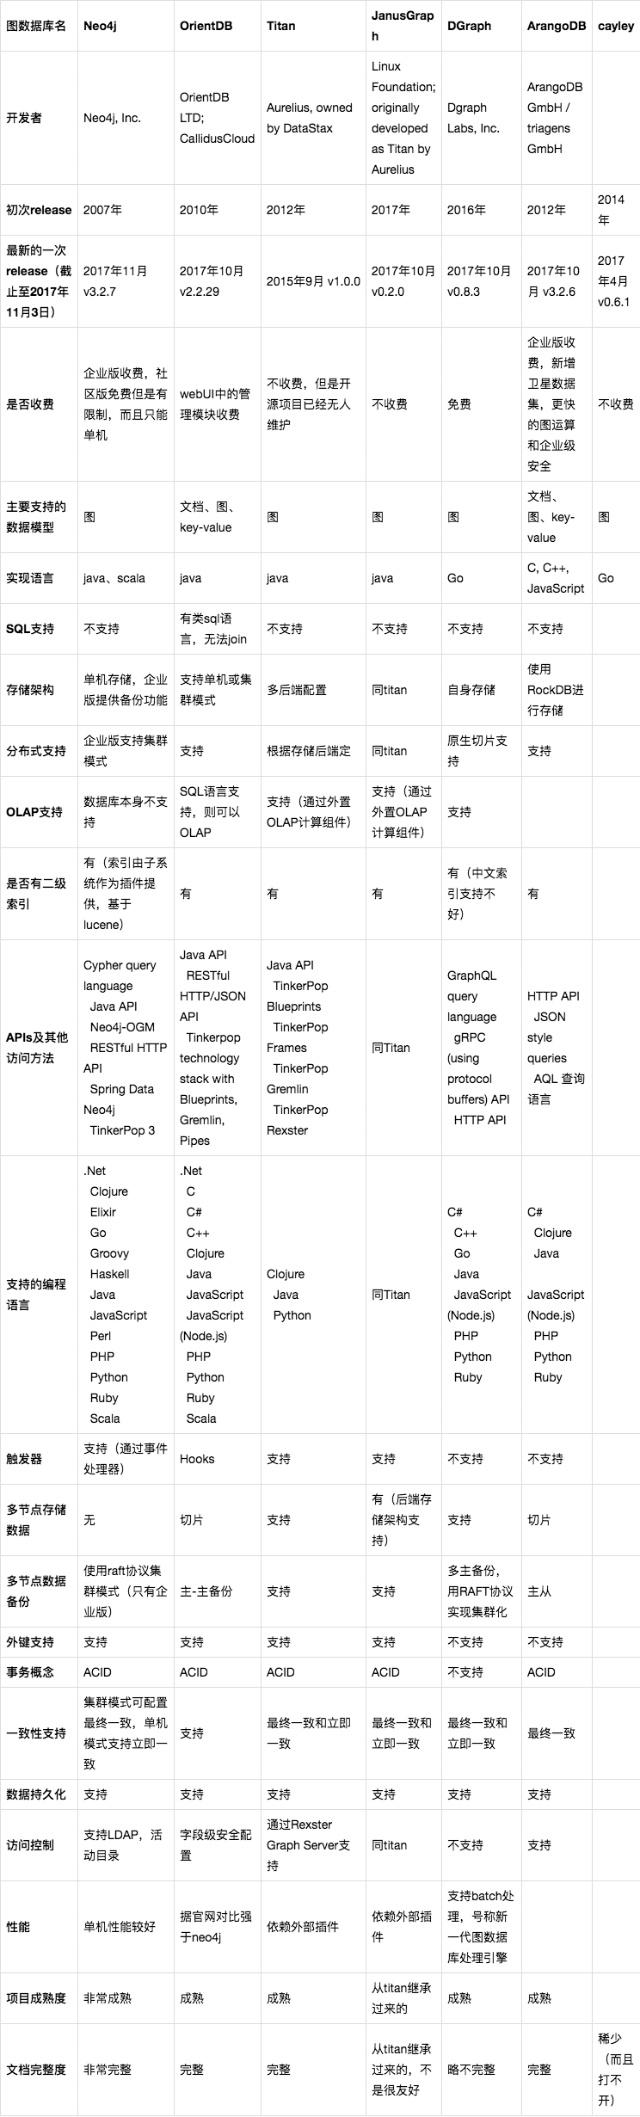 图数据库名
Neo4j
OrientDB
Titan
JanusGrap
h
DGraph
ArangoDB
cayley
开发者
Neo4j, Inc.
OrientDB
LTD;
CallidusCloud
Aurelius, owned
by DataStax
Linux
Foundation;
originally
developed
as Titan by
Aurelius
Dgraph
Labs, Inc.
ArangoDB
GmbH /
triagens
GmbH
初次release
2007年
2010年
2012年
2017年
2016年
2012年
2014
年
最新的一次
release（截
止至2017年
11月3日）
2017年11月
v3.2.7
2017年10月
v2.2.29
2015年9月 v1.0.0
2017年10月
v0.2.0
2017年10月
v0.8.3
2017年10
月 v3.2.6
2017
年4月
v0.6.1
是否收费
企业版收费，社
区版免费但是有
限制，而且只能
单机
webUI中的管
理模块收费
不收费，但是开
源项目已经无人
维护
不收费
免费
企业版收
费，新增
卫星数据
集，更快
的图运算
和企业级
安全
不收费
主要支持的
数据模型
图
文档、图、
key-value
图
图
图
文档、
图、key-
value
图
实现语言
java、scala
java
java
java
Go
C, C++,
JavaScript
Go
SQL支持
不支持
有类sql语
言，无法join
不支持
不支持
不支持
不支持
存储架构
单机存储，企业
版提供备份功能
支持单机或集
群模式
多后端配置
同titan
自身存储
使用
RockDB进
行存储
分布式支持
企业版支持集群
模式
支持
根据存储后端定
同titan
原生切片支
持
支持
OLAP支持
数据库本身不支
持
SQL语言支
持，则可以
OLAP
支持（通过外置
OLAP计算组件）
支持（通过
外置OLAP
计算组件）
支持
是否有二级
索引
有（索引由子系
统作为插件提
供，基于
lucene）
有
有
有
有（中文索
引支持不
好）
有
APIs及其他
访问方法
Cypher query
language
Java API
Neo4j-OGM
RESTful HTTP
API
Spring Data
Neo4j
TinkerPop 3
Java API
RESTful
HTTP/JSON
API
Tinkerpop
technology
stack with
Blueprints,
Gremlin,
Pipes
Java API
TinkerPop
Blueprints
TinkerPop
Frames
TinkerPop
Gremlin
TinkerPop
Rexster
同Titan
GraphQL
query
language
gRPC
(using
protocol
buffers) API
HTTP API
HTTP API
JSON
style
queries
AQL 查询
语言
支持的编程
语言
.Net
Clojure
Elixir
Go
Groovy
Haskell
Java
JavaScript
Perl
PHP
Python
Ruby
Scala
.Net
C
C#
C++
Clojure
Java
JavaScript
JavaScript
(Node.js)
PHP
Python
Ruby
Scala
Clojure
Java
Python
同Titan
C#
C++
Go
Java
JavaScript
(Node.js)
PHP
Python
Ruby
C#
Clojure
Java
JavaScript
(Node.js)
PHP
Python
Ruby
触发器
支持（通过事件
处理器）
Hooks
支持
支持
不支持
不支持
多节点存储
数据
无
切片
支持
有（后端存
储架构支
持）
支持
切片
多节点数据
备份
使用raft协议集
群模式（只有企
业版）
主-主备份
支持
支持
多主备份，
用RAFT协议
实现集群化
主从
外键支持
支持
支持
支持
支持
不支持
不支持
事务概念
ACID
ACID
ACID
ACID
不支持
ACID
一致性支持
集群模式可配置
最终一致，单机
模式支持立即一
致
支持
最终一致和立即
一致
最终一致和
立即一致
最终一致和
立即一致
最终一致
数据持久化
支持
支持
支持
支持
支持
支持
访问控制
支持LDAP，活
动目录
字段级安全配
置
通过Rexster
Graph Server支
持
同titan
不支持
支持
性能
单机性能较好
据官网对比强
于neo4j
依赖外部插件
依赖外部插
件
支持batch处
理，号称新
一代图数据
库处理引擎
项目成熟度
非常成熟
成熟
成熟
从titan继承
过来的
成熟
成熟
文档完整度
非常完整
完整
完整
从titan继承
过来的，不
是很友好
略不完整
完整
稀少
（而且
打不
开）